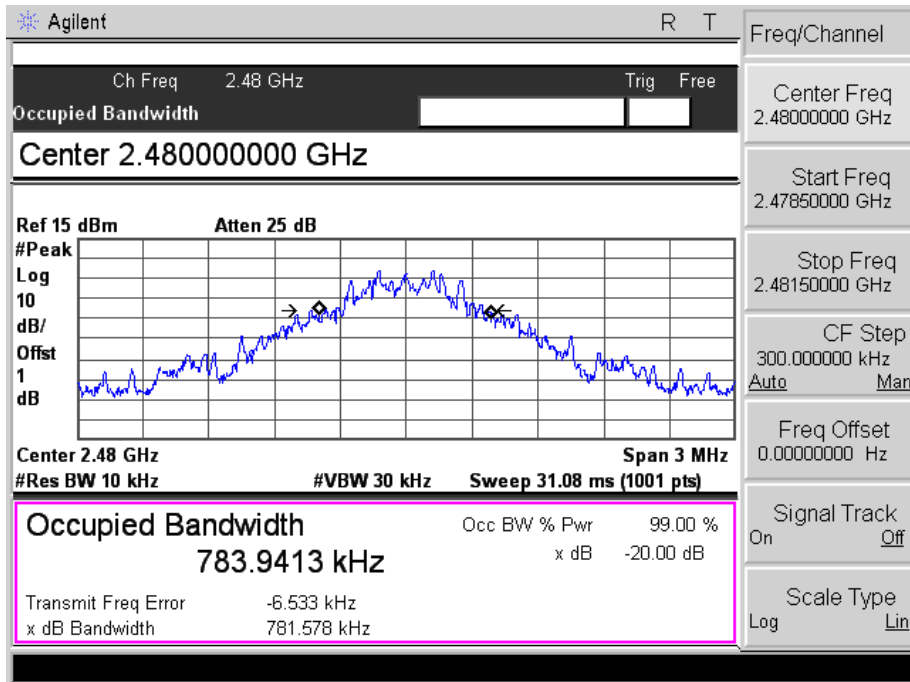 Agilent R T
Ch Freq 2.48 GHz Trig Free
Occupied Bandwidth
Center 2.480000000 GHz
Ref 15 dBm Atten 25 dB
#Peak
Log
10
dB/
Offst
1
dB
Center 2.48 GHz Span 3 MHz
#Res BW 10 kHz #VBW 30 kHz Sweep 31.08 ms (1001 pts)
Occupied Bandwidth Occ BW % Pwr 99.00 %
783.9413 kHz x dB -20.00 dB
Transmit Freq Error -6.533 kHz
x dB Bandwidth 781.578 kHz
Freq/Channel
Center Freq
2.48000000 GHz
Start Freq
2.47850000 GHz
Stop Freq
2.48150000 GHz
CF Step
300.000000 kHz
Auto Man
Freq Offset
0.00000000 Hz
Signal Track
On Off
Scale Type
Log Lin